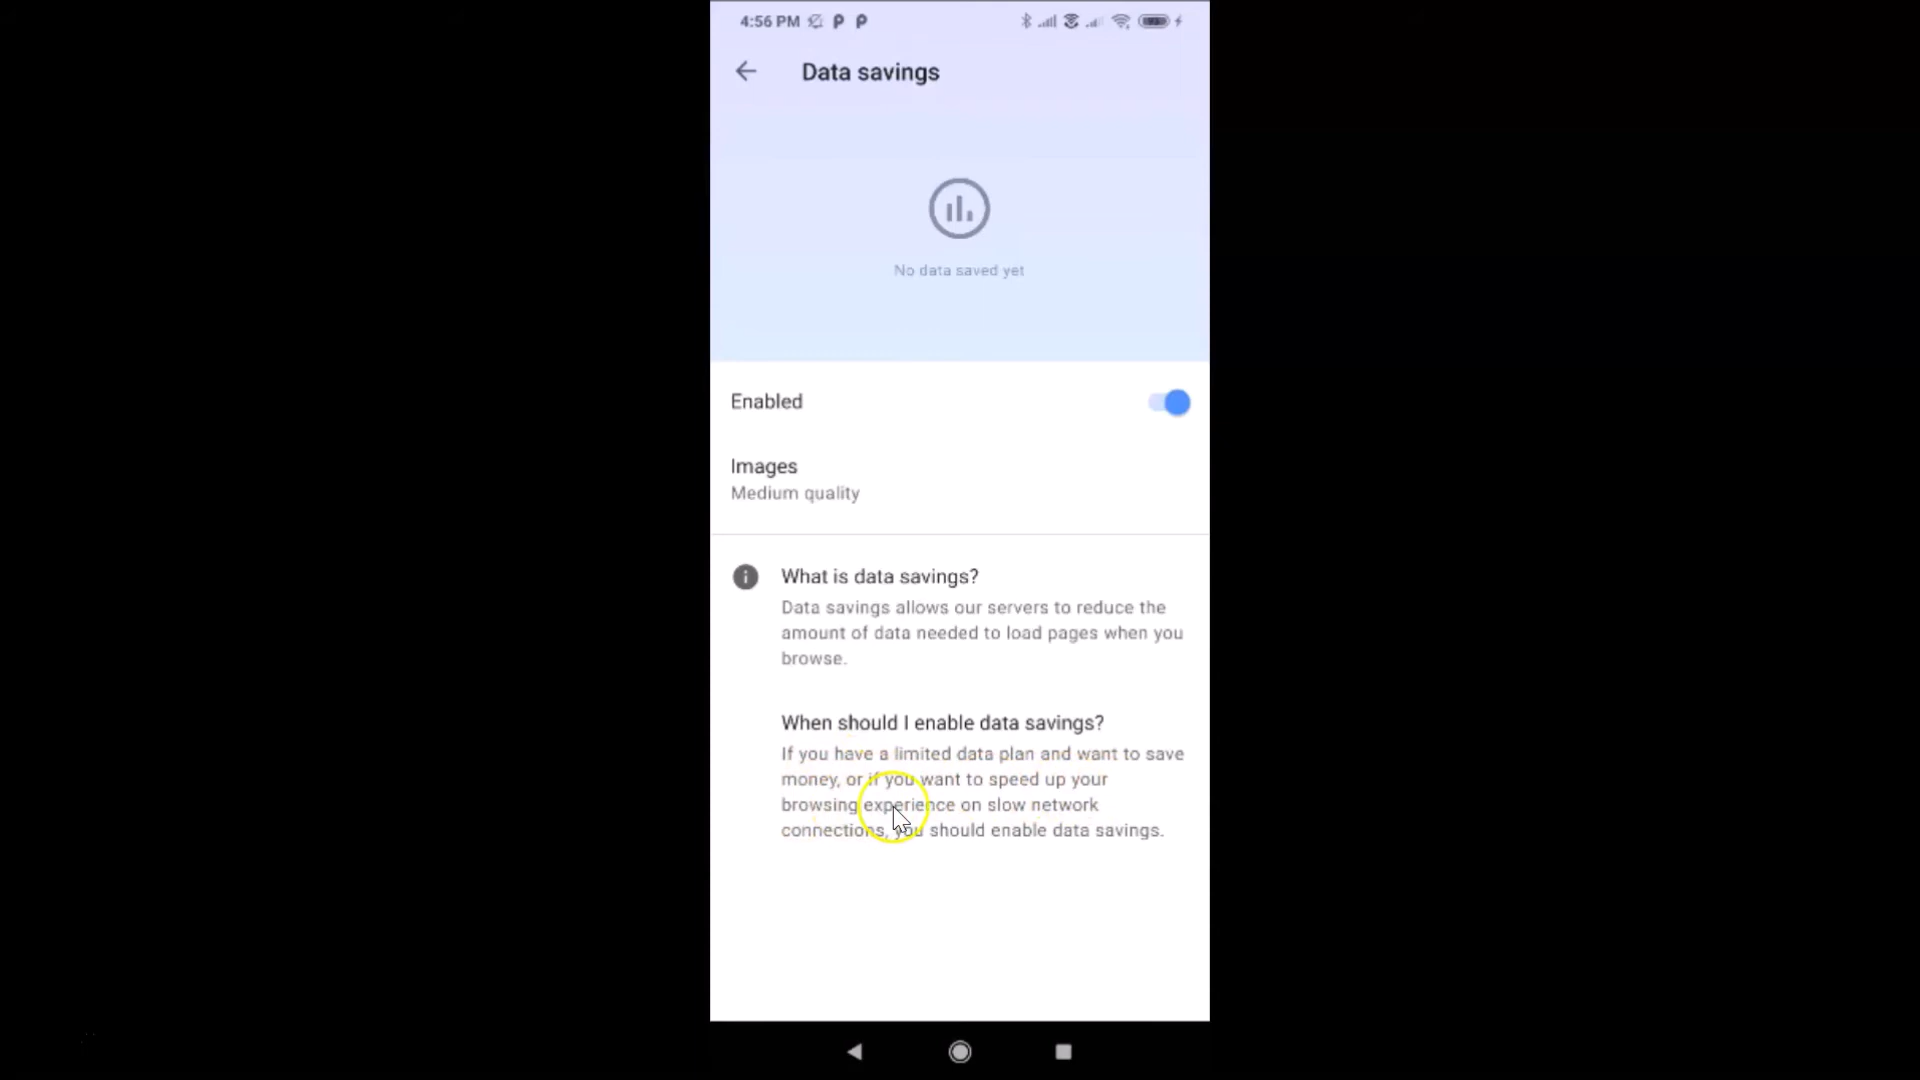 4:56 PM
Data savings
No data saved yet
Enabled
Images
Medium quality
What is data savings?
Data savings allows our servers to reduce the
amount of data needed to load pages when you
browse.
When should I enable data savings?
If you have a limited data plan and want to save
money, or if you want to speed up your
browsing experience on slow network
connections, you should enable data savings.